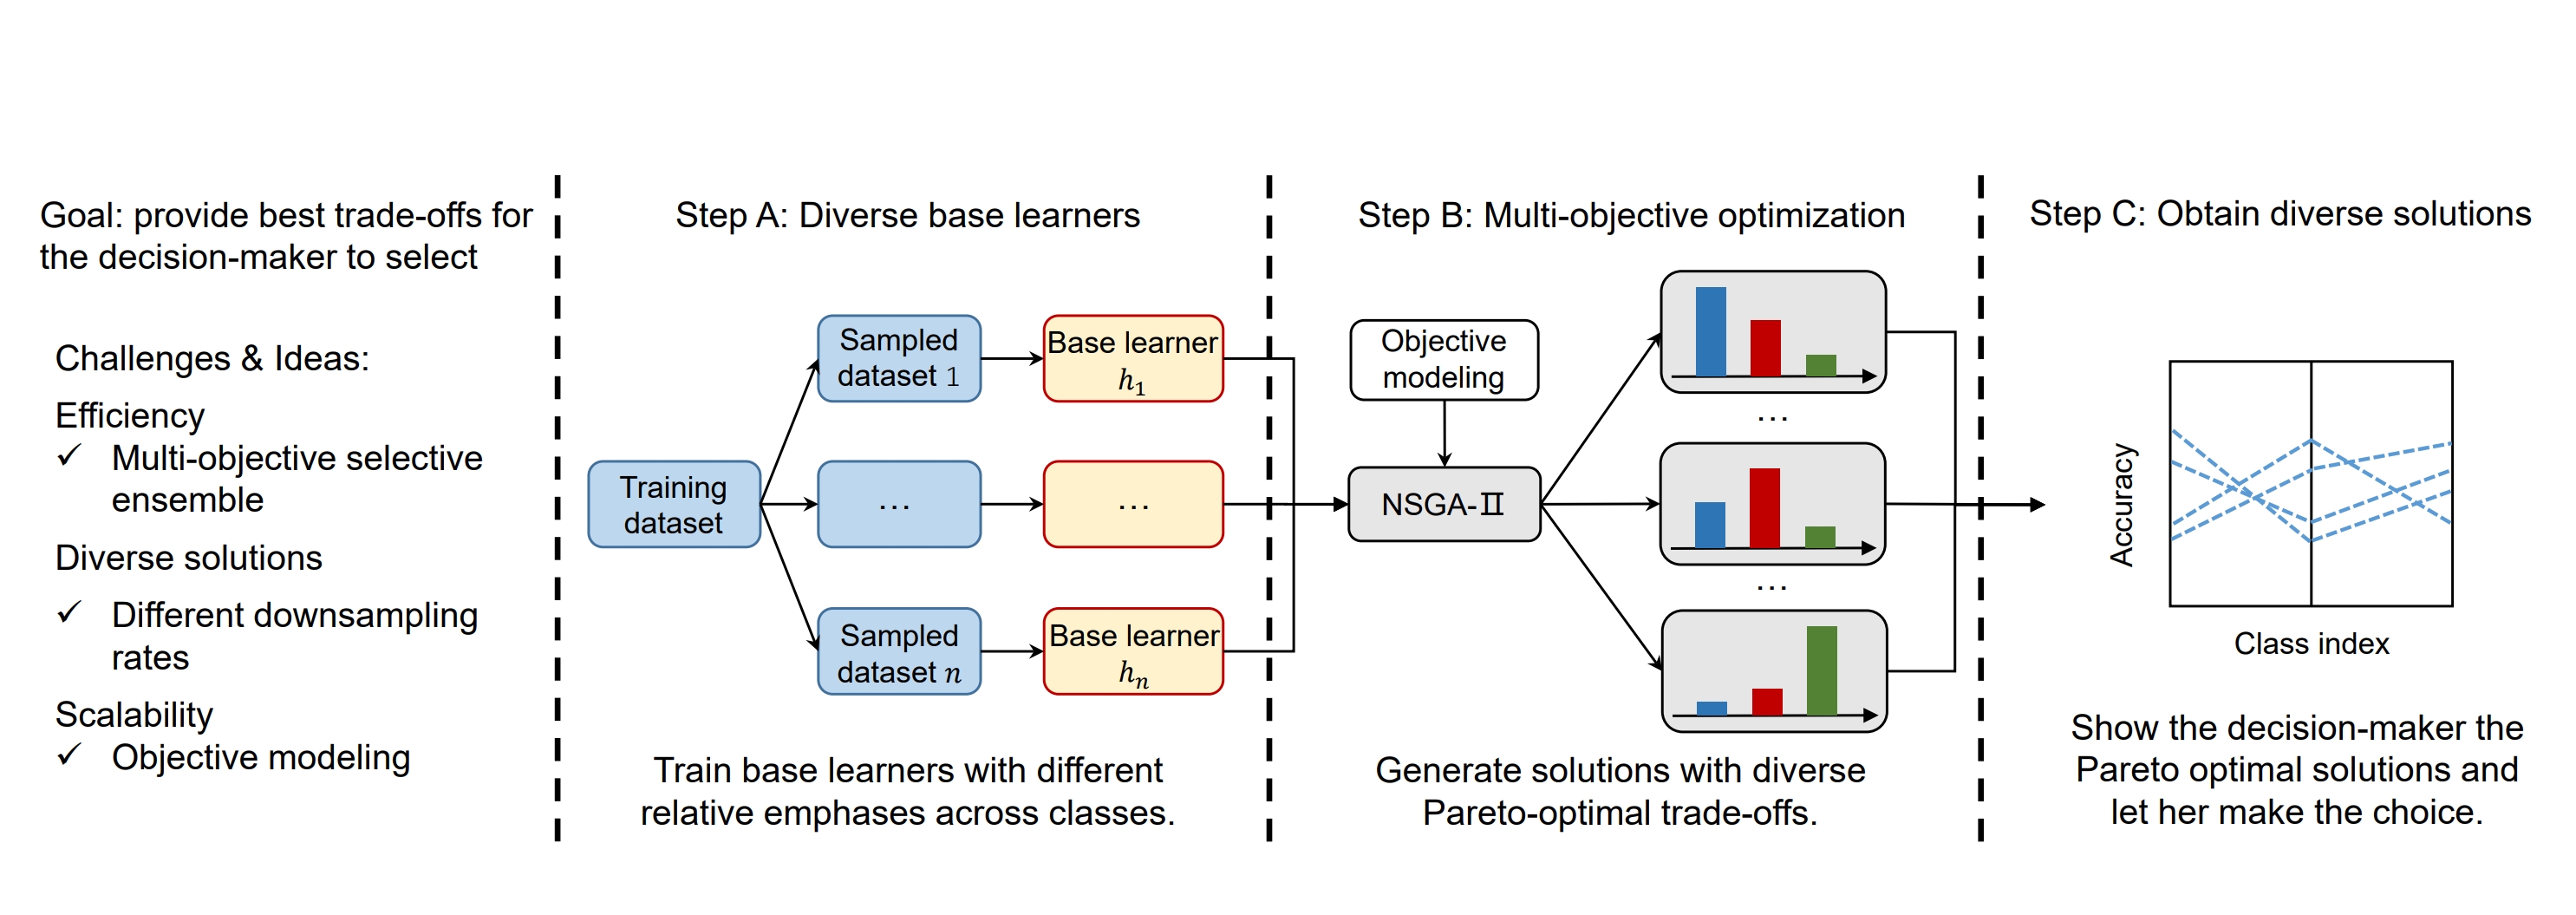 Goal: provide best trade-offs for
the decision-maker to select
Challenges & Ideas:
Efficiency
✓ Multi-objective selective
ensemble
Diverse solutions
✓ Different downsampling
rates
Scalability
✓ Objective modeling
Step A: Diverse base learners
Training
dataset
Sampled
dataset 1
...
Sampled
dataset n
Base learner
h₁
...
Base learner
hₙ
Train base learners with different
relative emphases across classes.
Step B: Multi-objective optimization
Objective
modeling
NSGA-Ⅱ
...
...
Generate solutions with diverse
Pareto-optimal trade-offs.
Step C: Obtain diverse solutions
Accuracy
Class index
Show the decision-maker the
Pareto optimal solutions and
let her make the choice.